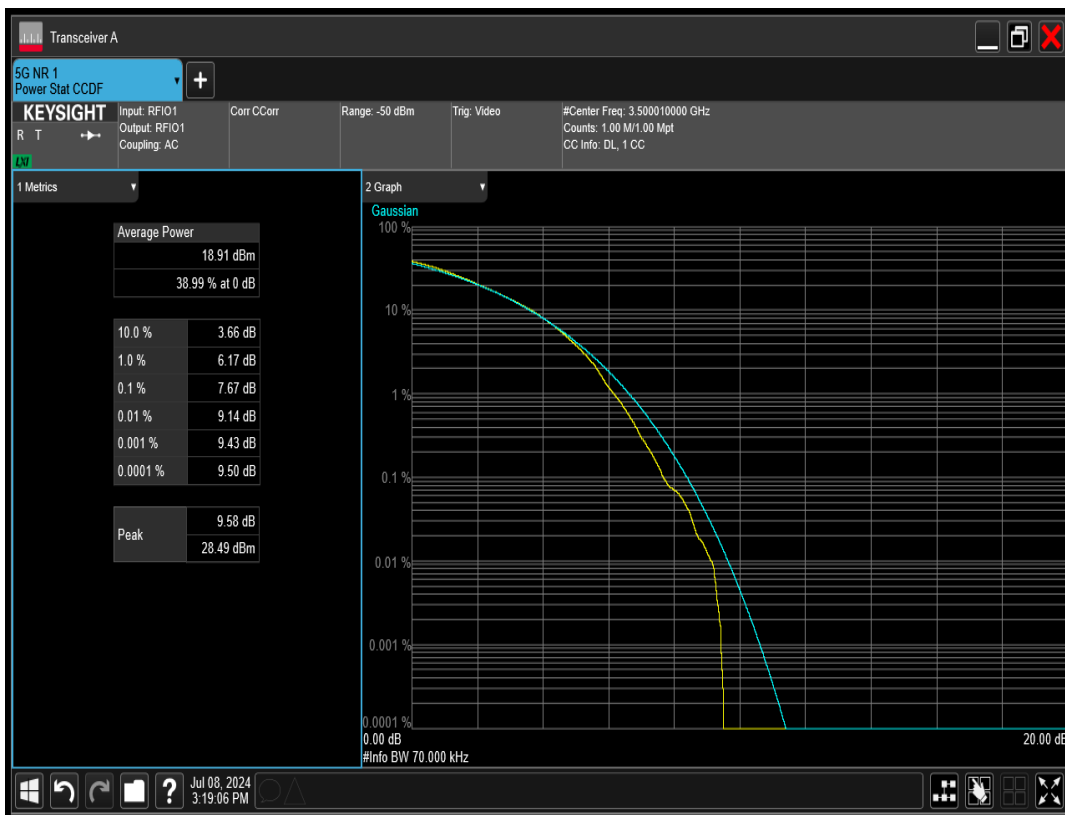 Transceiver A
5G NR 1
Power Stat CCDF
+
KEYSIGHT
R T
LXI
Input: RFIO1
Output: RFIO1
Coupling: AC
Corr CCorr
Range: -50 dBm
Trig: Video
#Center Freq: 3.500010000 GHz
Counts: 1.00 M/1.00 Mpt
CC Info: DL, 1 CC
1 Metrics
Average Power
18.91 dBm
38.99 % at 0 dB
10.0 % 3.66 dB
1.0 % 6.17 dB
0.1 % 7.67 dB
0.01 % 9.14 dB
0.001 % 9.43 dB
0.0001 % 9.50 dB
Peak 9.58 dB
28.49 dBm
2 Graph
Gaussian
100 %
10 %
1 %
0.1 %
0.01 %
0.001 %
0.0001 %
0.00 dB 20.00 dB
#Info BW 70.000 kHz
?
Jul 08, 2024
3:19:06 PM